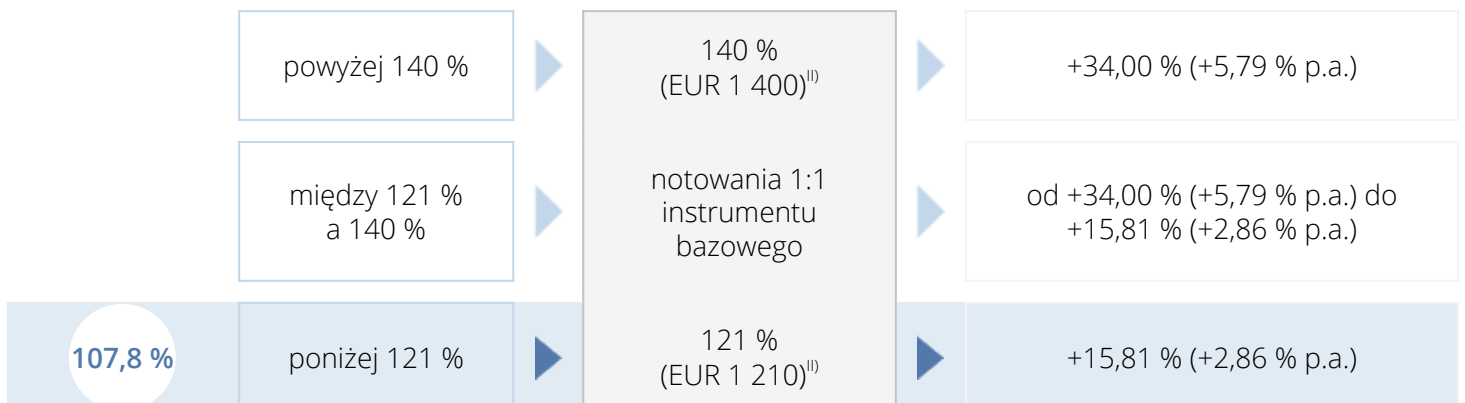 powyżej 140 %
140 %
(EUR 1 400)II)
+34,00 % (+5,79 % p.a.)
między 121 %
a 140 %
notowania 1:1
instrumentu
bazowego
od +34,00 % (+5,79 % p.a.) do
+15,81 % (+2,86 % p.a.)
107,8 %
poniżej 121 %
121 %
(EUR 1 210)II)
+15,81 % (+2,86 % p.a.)